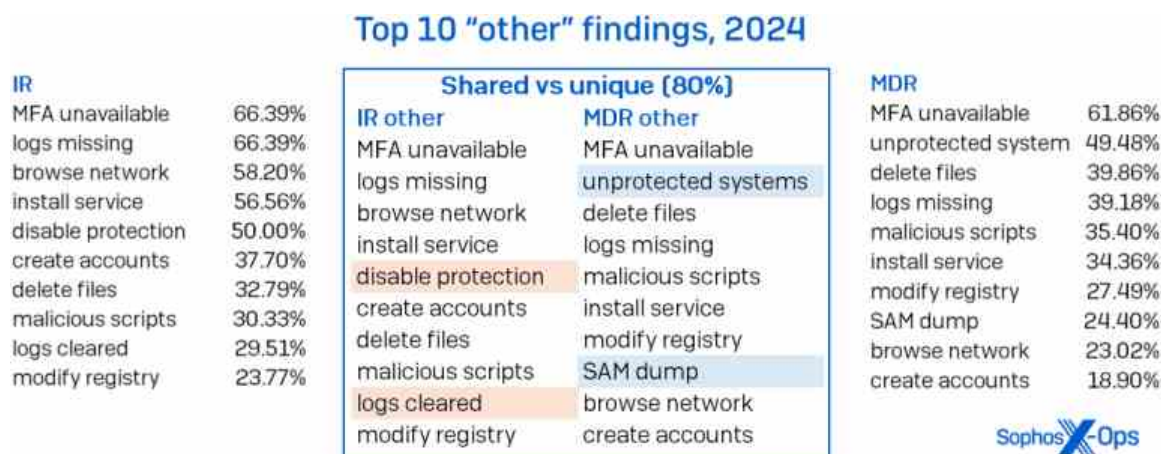 Top 10 “other” findings, 2024
IR
MFA unavailable 66.39%
logs missing 66.39%
browse network 58.20%
install service 56.56%
disable protection 50.00%
create accounts 37.70%
delete files 32.79%
malicious scripts 30.33%
logs cleared 29.51%
modify registry 23.77%
Shared vs unique (80%)
IR other MDR other
MFA unavailable MFA unavailable
logs missing unprotected systems
browse network delete files
install service logs missing
disable protection malicious scripts
create accounts install service
delete files modify registry
malicious scripts SAM dump
logs cleared browse network
modify registry create accounts
MDR
MFA unavailable 61.86%
unprotected system 49.48%
delete files 39.86%
logs missing 39.18%
malicious scripts 35.40%
install service 34.36%
modify registry 27.49%
SAM dump 24.40%
browse network 23.02%
create accounts 18.90%
Sophos X-Ops